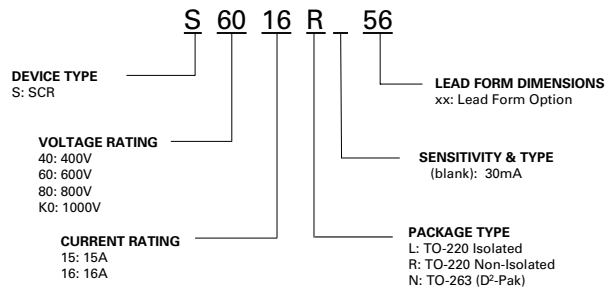 S 60 16 R _ 56
DEVICE TYPE
S: SCR
VOLTAGE RATING
40: 400V
60: 600V
80: 800V
K0: 1000V
CURRENT RATING
15: 15A
16: 16A
LEAD FORM DIMENSIONS
xx: Lead Form Option
SENSITIVITY & TYPE
(blank): 30mA
PACKAGE TYPE
L: TO-220 Isolated
R: TO-220 Non-Isolated
N: TO-263 (D²-Pak)